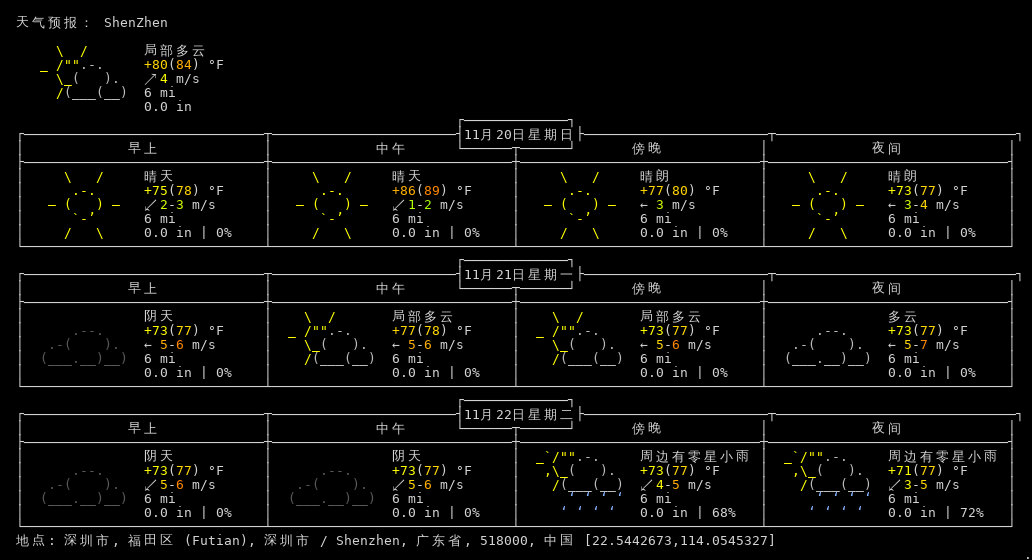 天气预报： ShenZhen
局部多云
+80(84) °F
↗4 m/s
6 mi
0.0 in
11月20日星期日
早上 中午 傍晚 夜间
晴天 晴天 晴朗 晴朗
+75(78) °F +86(89) °F +77(80) °F +73(77) °F
↙2-3 m/s ↙1-2 m/s ← 3 m/s ← 3-4 m/s
6 mi 6 mi 6 mi 6 mi
0.0 in | 0% 0.0 in | 0% 0.0 in | 0% 0.0 in | 0%
11月21日星期一
早上 中午 傍晚 夜间
阴天 局部多云 局部多云 多云
+73(77) °F +77(78) °F +73(77) °F +73(77) °F
← 5-6 m/s ← 5-6 m/s ← 5-6 m/s ← 5-7 m/s
6 mi 6 mi 6 mi 6 mi
0.0 in | 0% 0.0 in | 0% 0.0 in | 0% 0.0 in | 0%
11月22日星期二
早上 中午 傍晚 夜间
阴天 阴天 周边有零星小雨 周边有零星小雨
+73(77) °F +73(77) °F +73(77) °F +71(77) °F
↙5-6 m/s ↙5-6 m/s ↙4-5 m/s ↙3-5 m/s
6 mi 6 mi 6 mi 6 mi
0.0 in | 0% 0.0 in | 0% 0.0 in | 68% 0.0 in | 72%
地点: 深圳市, 福田区 (Futian), 深圳市 / Shenzhen, 广东省, 518000, 中国 [22.5442673,114.0545327]